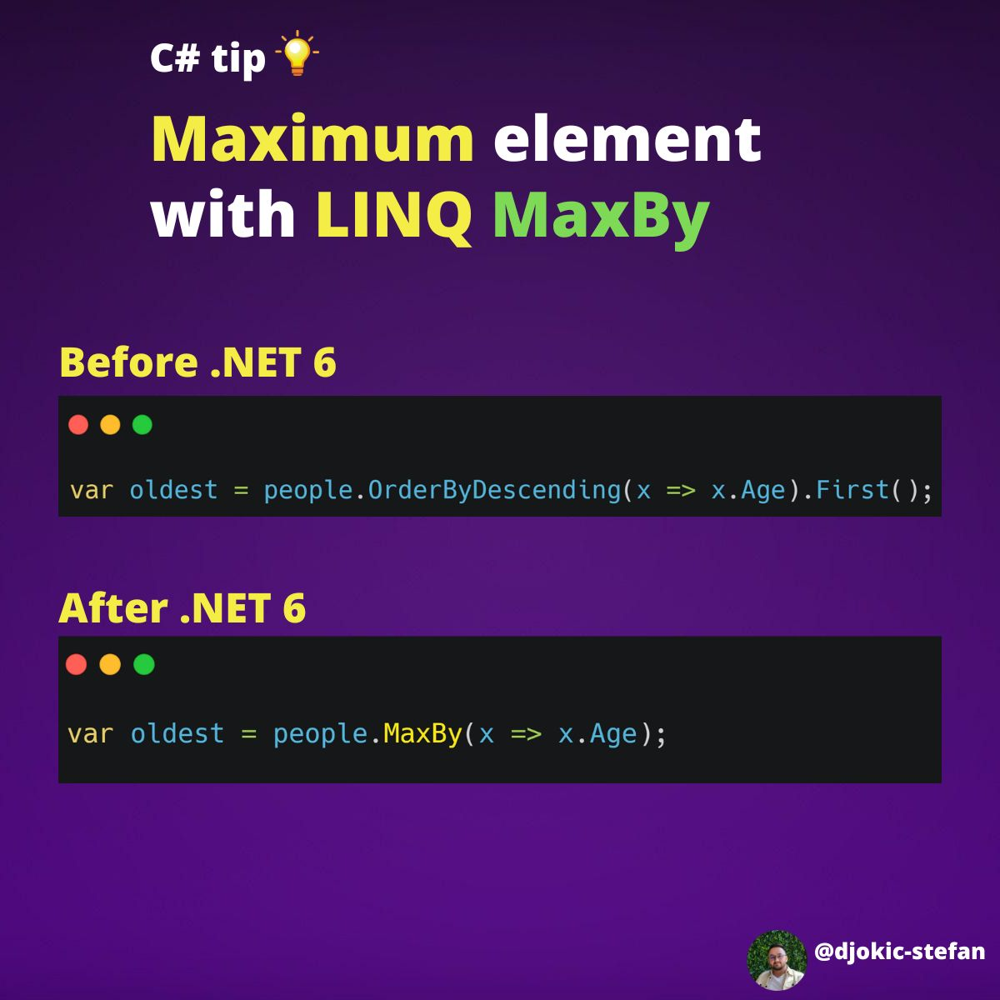 C# tip
Maximum element
with LINQ MaxBy
Before .NET 6
var oldest = people.OrderByDescending(x => x.Age).First();
After .NET 6
var oldest = people.MaxBy(x => x.Age);
@djokic-stefan